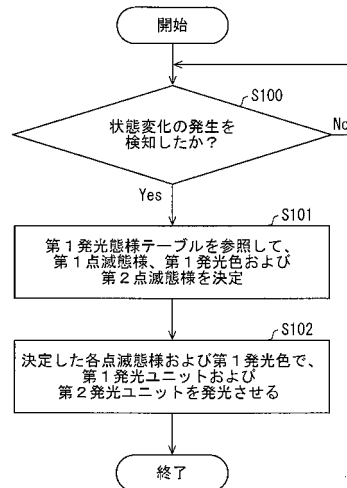 開始
S100
状態変化の発生を
検知したか？
No
Yes
S101
第１発光態様テーブルを参照して、
第１点滅態様、第１発光色および
第２点滅態様を決定
S102
決定した各点滅態様および第１発光色で、
第１発光ユニットおよび
第２発光ユニットを発光させる
終了